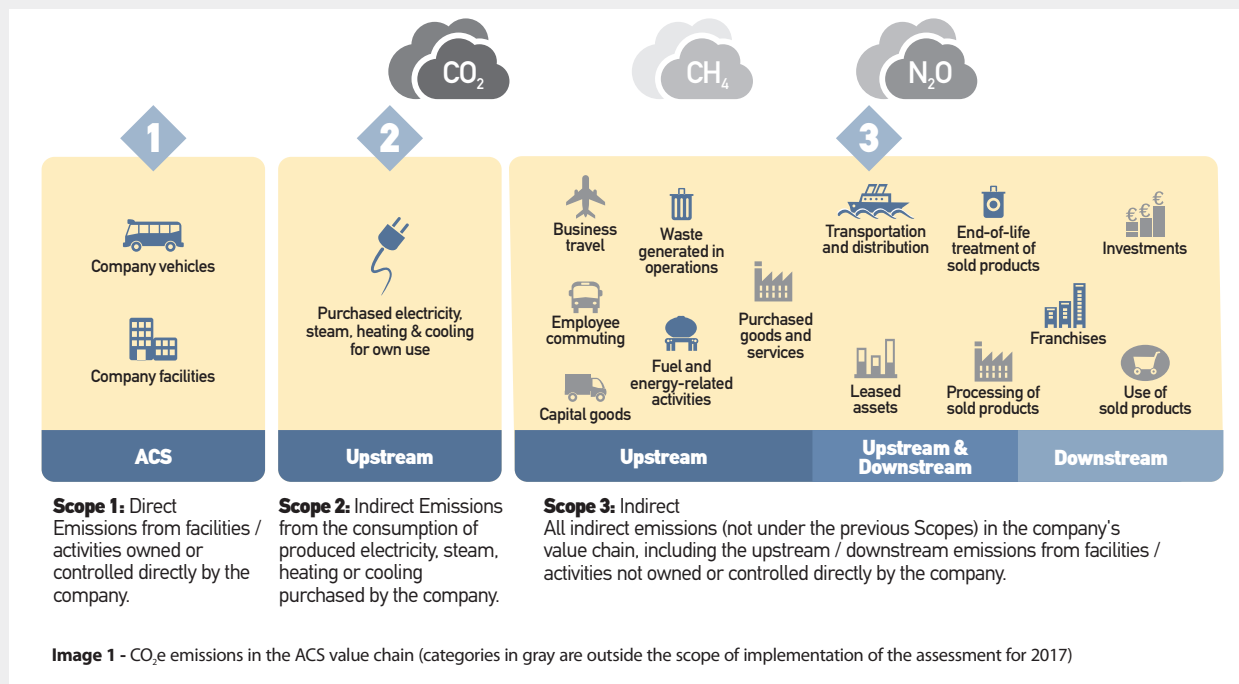 CO2
CH4
N2O
1
2
3
Company vehicles
Company facilities
ACS
Purchased electricity,
steam, heating & cooling
for own use
Upstream
Business
travel
Waste
generated in
operations
Employee
commuting
Fuel and
energy-related
activities
Purchased
goods and
services
Capital goods
Upstream
Transportation
and distribution
End-of-life
treatment of
sold products
€ € €
Investments
Franchises
Leased
assets
Processing of
sold products
Use of
sold products
Upstream &
Downstream
Downstream
Scope 1: Direct
Emissions from facilities /
activities owned or
controlled directly by the
company.
Scope 2: Indirect Emissions
from the consumption of
produced electricity, steam,
heating or cooling
purchased by the company.
Scope 3: Indirect
All indirect emissions (not under the previous Scopes) in the company's
value chain, including the upstream / downstream emissions from facilities /
activities not owned or controlled directly by the company.
Image 1 - CO2e emissions in the ACS value chain (categories in gray are outside the scope of implementation of the assessment for 2017)